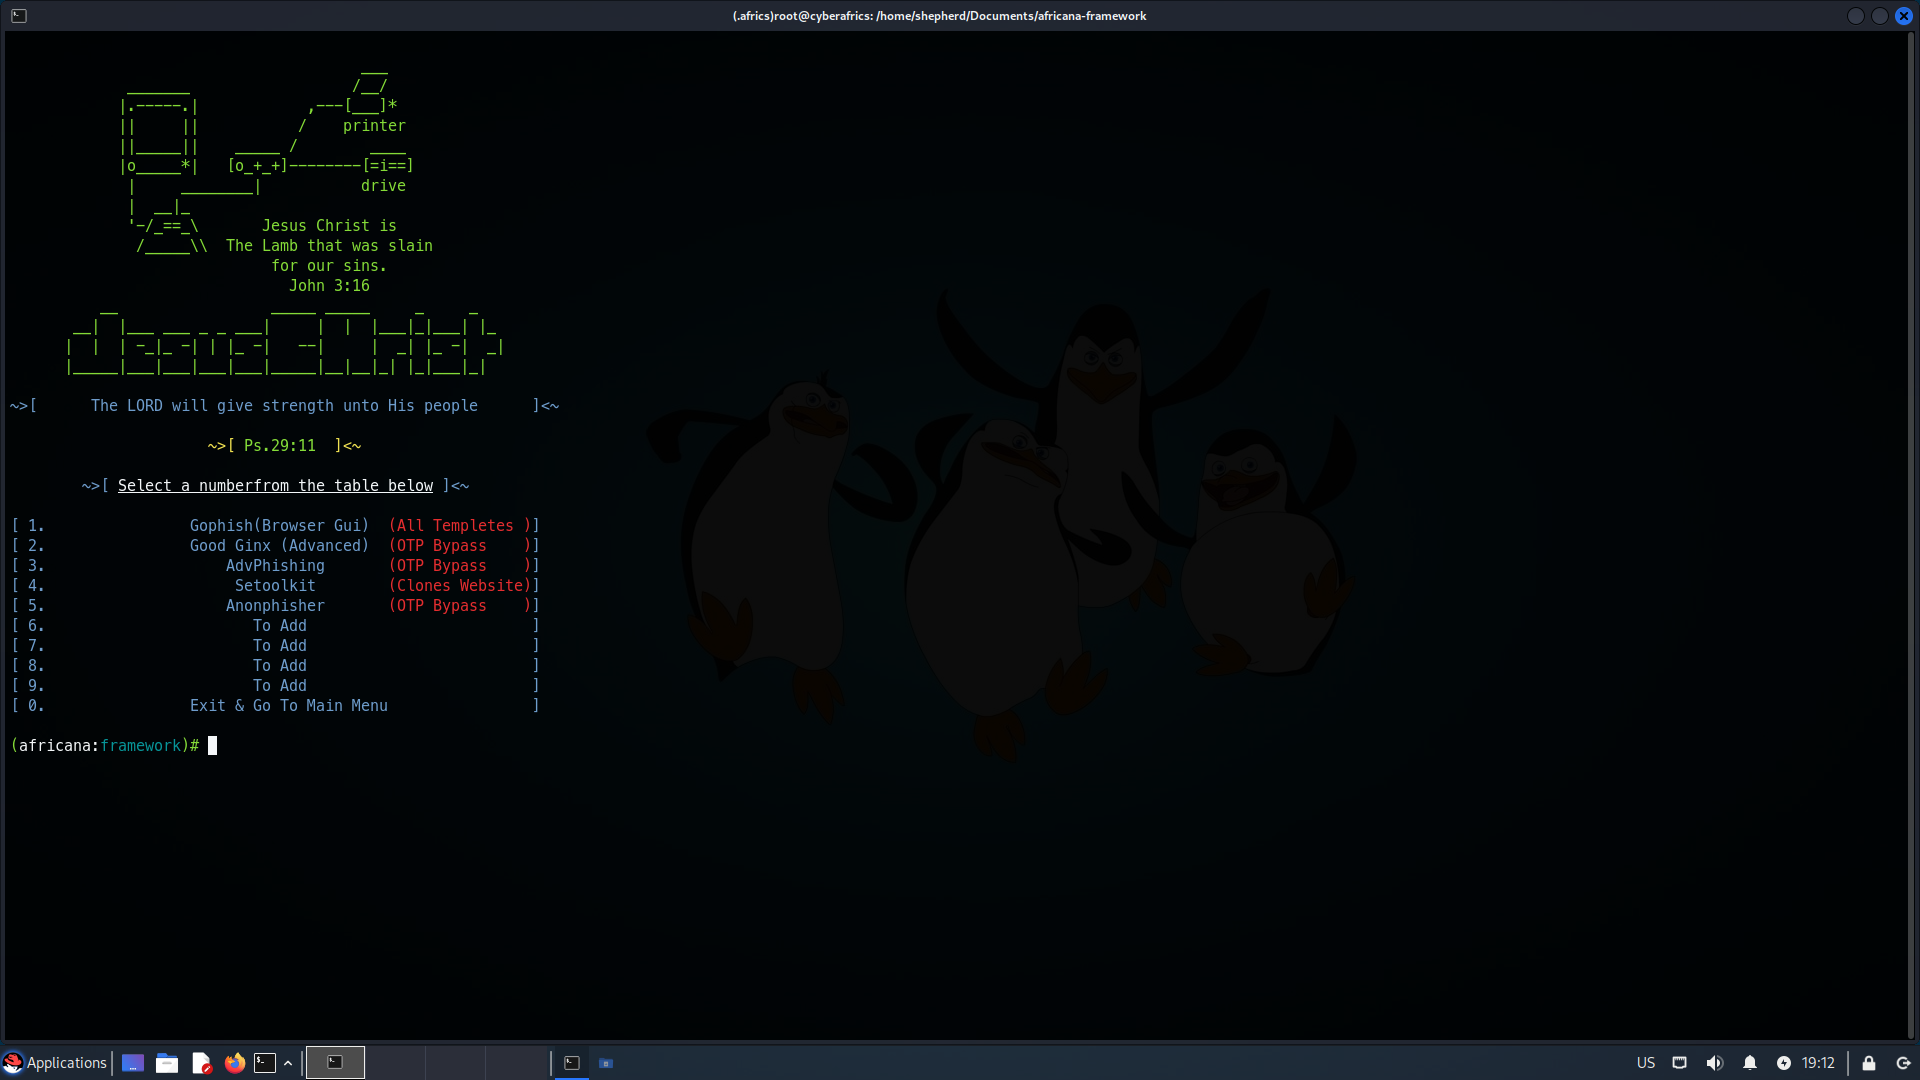 (.africs)root@cyberafrics: /home/shepherd/Documents/africana-framework
printer
drive
Jesus Christ is
The Lamb that was slain
for our sins.
John 3:16
JesusCHrist
~>[ The LORD will give strength unto His people ]<~
~>[ Ps.29:11 ]<~
~>[ Select a numberfrom the table below ]<~
[ 1. Gophish(Browser Gui) (All Templetes )]
[ 2. Good Ginx (Advanced) (OTP Bypass )]
[ 3. AdvPhishing (OTP Bypass )]
[ 4. Setoolkit (Clones Website)]
[ 5. Anonphisher (OTP Bypass )]
[ 6. To Add ]
[ 7. To Add ]
[ 8. To Add ]
[ 9. To Add ]
[ 0. Exit & Go To Main Menu ]
(africana:framework)#
Applications US 19:12